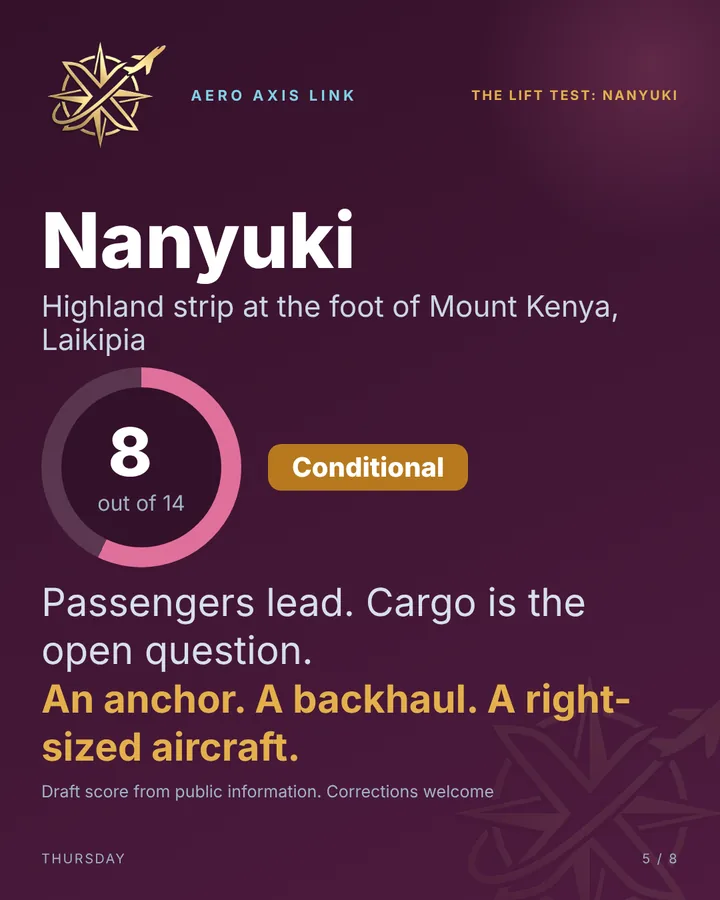 AERO AXIS LINK
THE LIFT TEST: NANYUKI
Nanyuki
Highland strip at the foot of Mount Kenya,
Laikipia
8
out of 14
Conditional
Passengers lead. Cargo is the
open question.
An anchor. A backhaul. A right-
sized aircraft.
Draft score from public information. Corrections welcome
THURSDAY
5 / 8